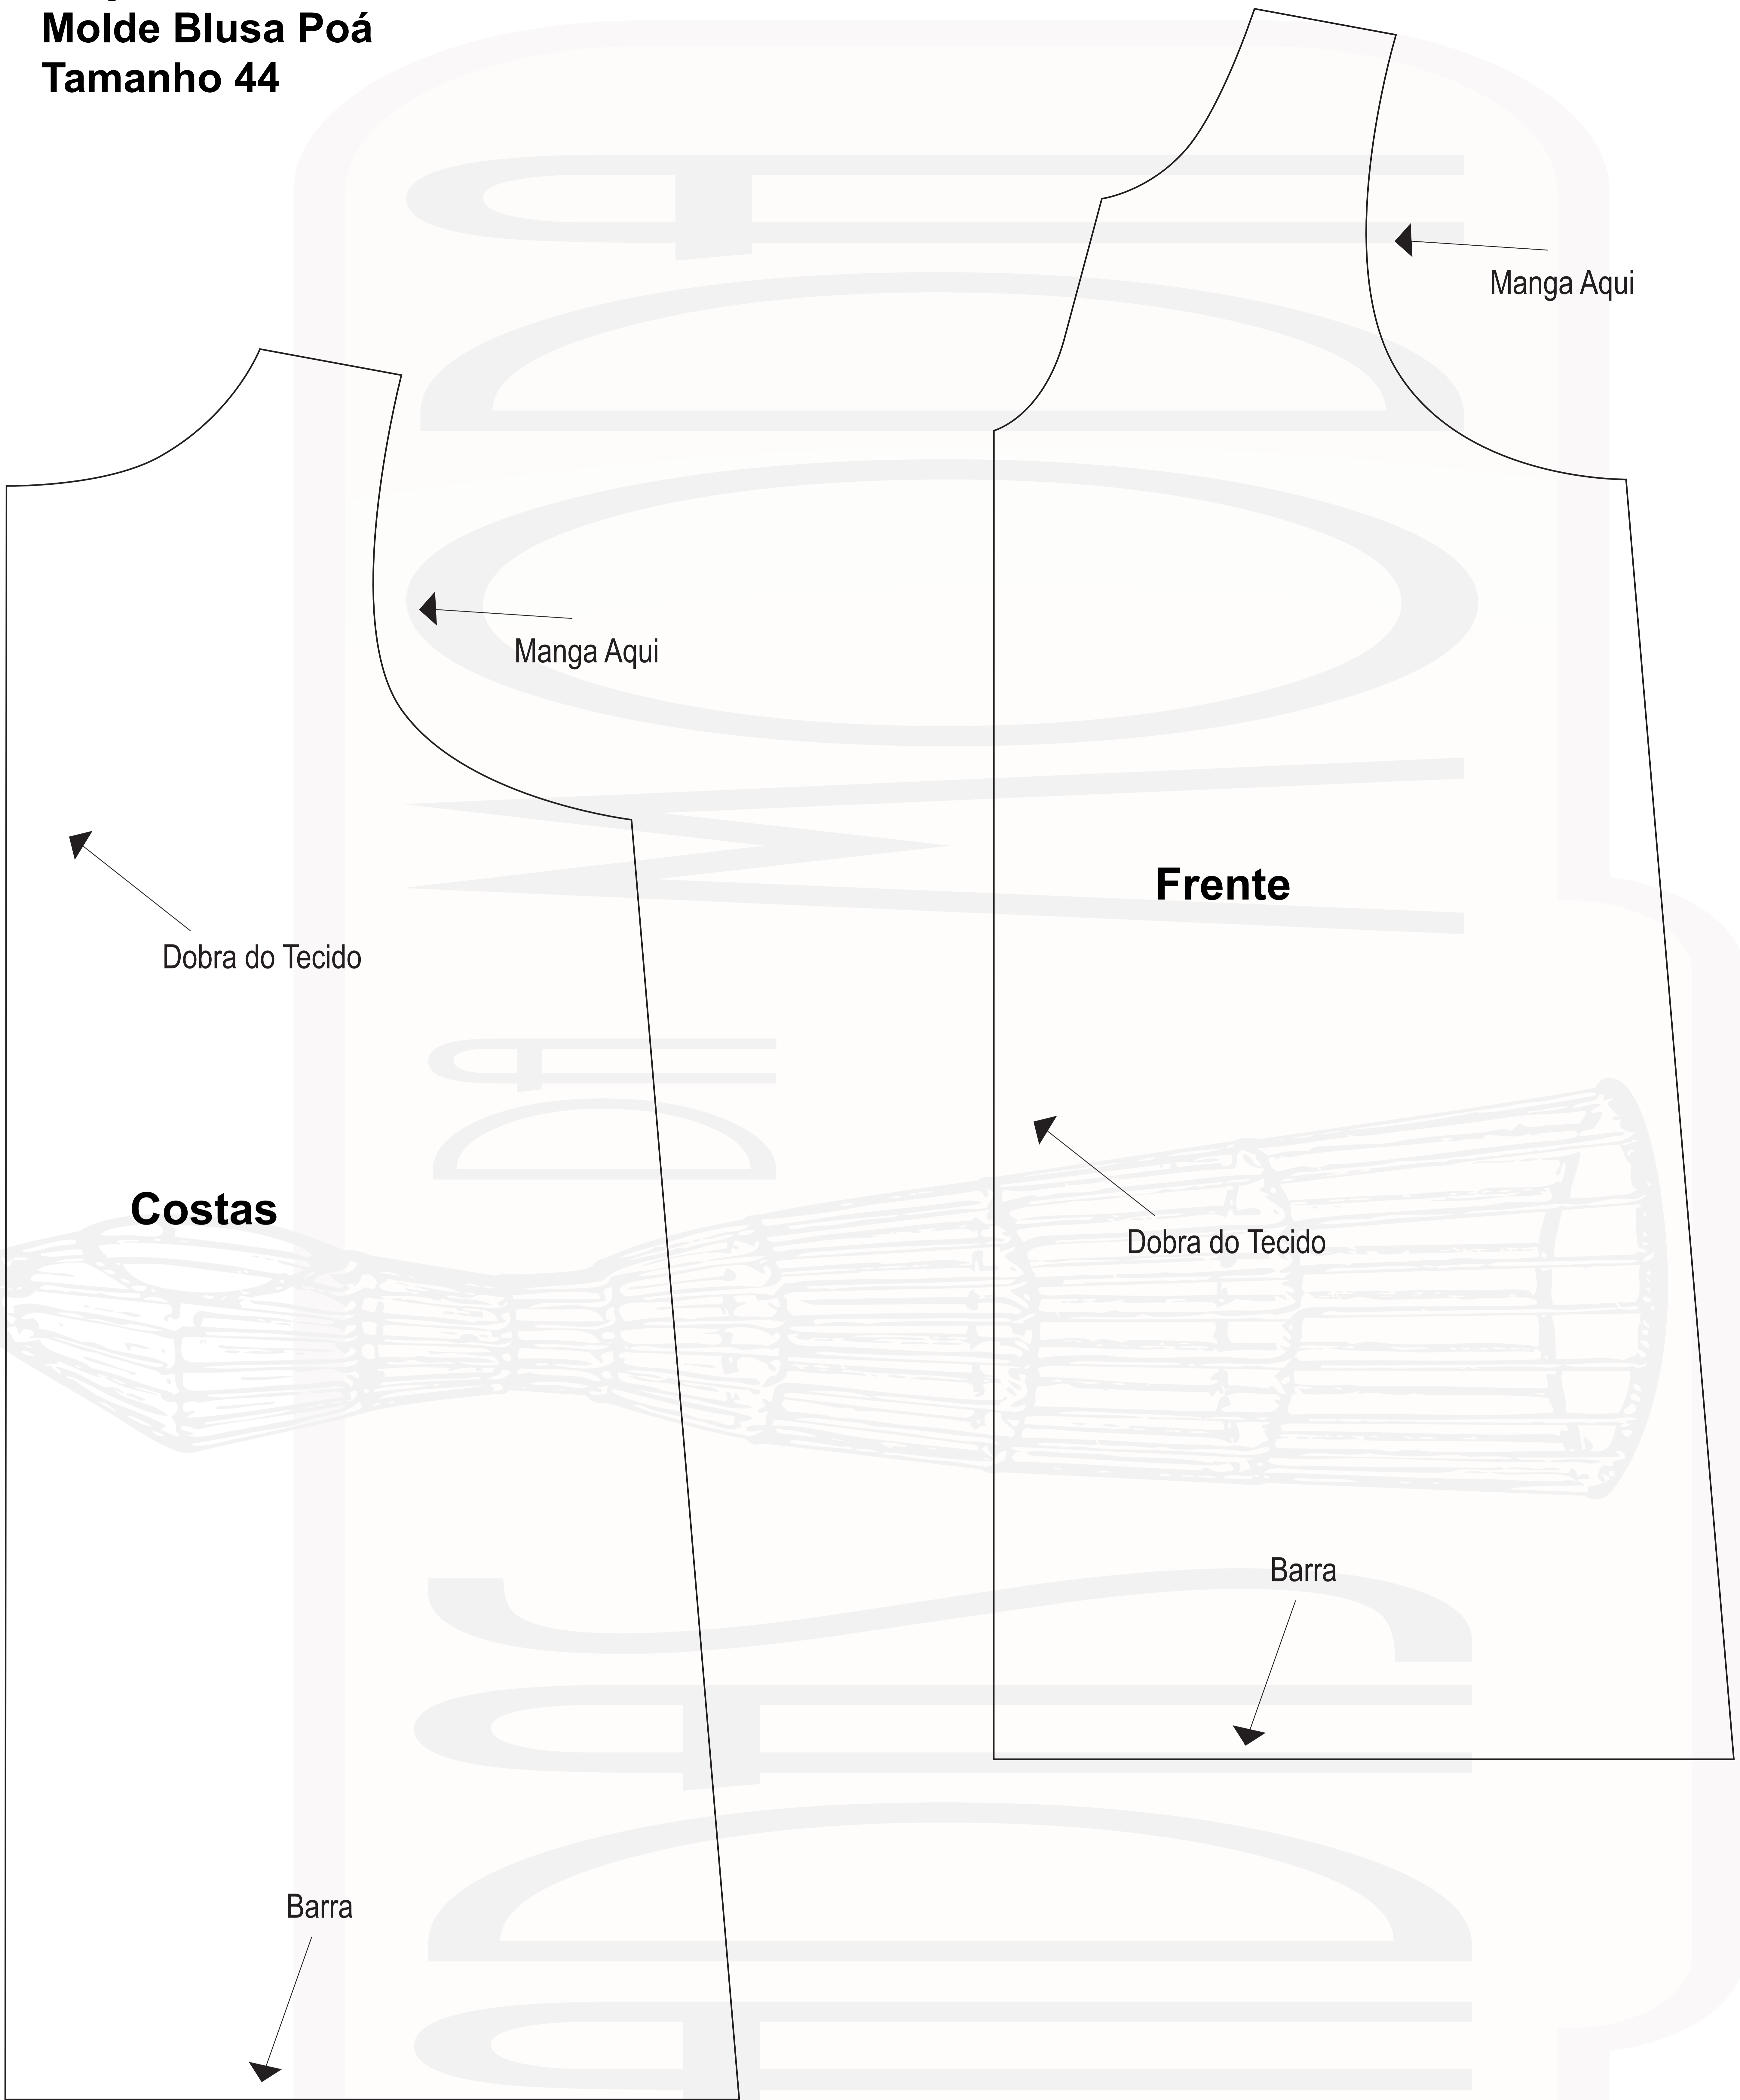 Molde Blusa Poá
Tamanho 44
Manga Aqui
Manga Aqui
Frente
Dobra do Tecido
Costas
Dobra do Tecido
Barra
Barra